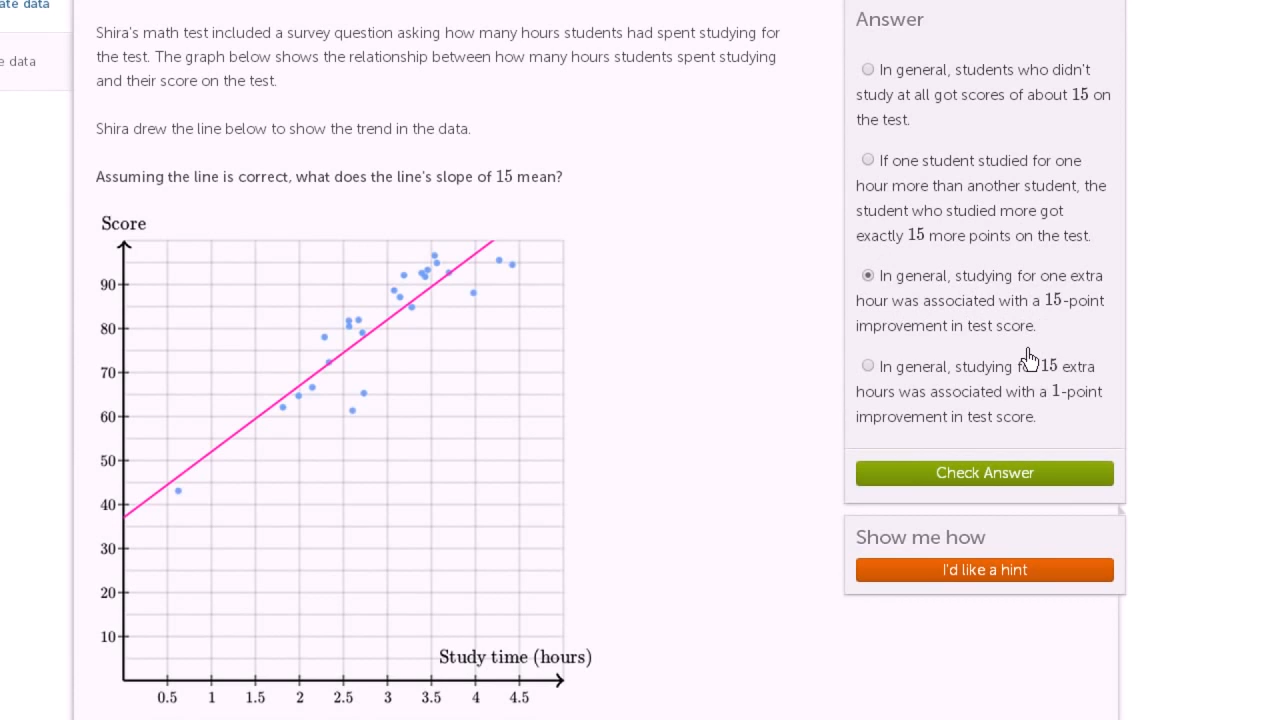 ate data
e data
Shira's math test included a survey question asking how many hours students had spent studying for
the test. The graph below shows the relationship between how many hours students spent studying
and their score on the test.
Shira drew the line below to show the trend in the data.
Assuming the line is correct, what does the line's slope of 15 mean?
Score
90
80
70
60
50
40
30
20
10
Study time (hours)
0.5 1 1.5 2 2.5 3 3.5 4 4.5
Answer
In general, students who didn't
study at all got scores of about 15 on
the test.
If one student studied for one
hour more than another student, the
student who studied more got
exactly 15 more points on the test.
In general, studying for one extra
hour was associated with a 15-point
improvement in test score.
In general, studying 15 extra
hours was associated with a 1-point
improvement in test score.
Check Answer
Show me how
I'd like a hint